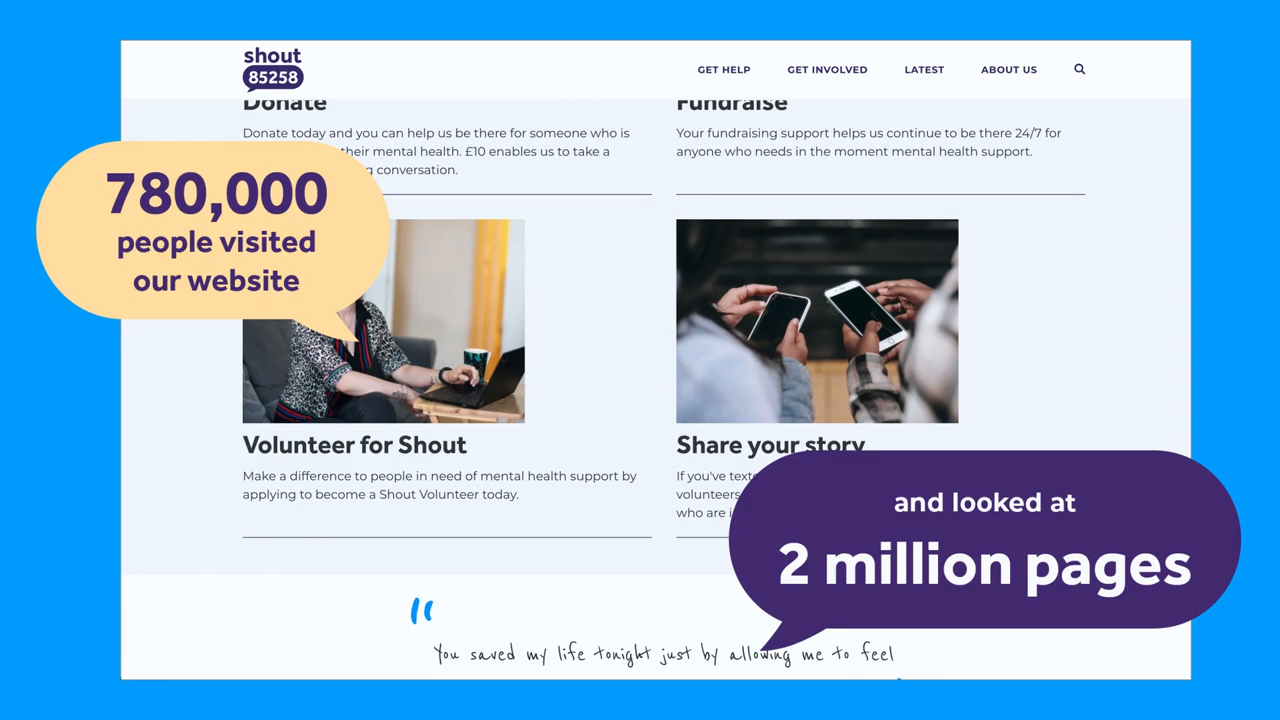 shout
85258
GET HELP
GET INVOLVED
LATEST
ABOUT US
Donate
Donate today and you can help us be there for someone who is
their mental health. £10 enables us to take a
conversation.
Fundraise
Your fundraising support helps us continue to be there 24/7 for
anyone who needs in the moment mental health support.
780,000
people visited
our website
Volunteer for Shout
Make a difference to people in need of mental health support by
applying to become a Shout Volunteer today.
Share your story
If you've
volunteers
who are
and looked at
2 million pages
You saved my life tonight just by allowing me to feel